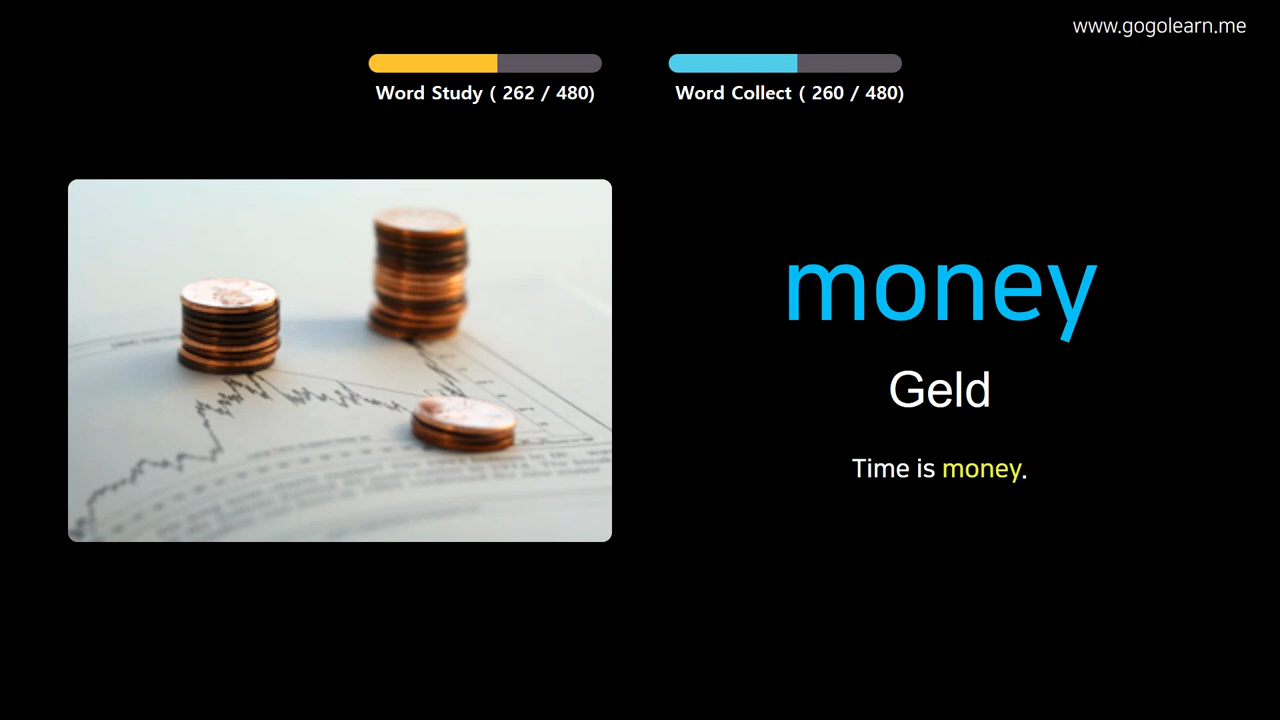 www.gogolearn.me
Word Study ( 262 / 480)
Word Collect ( 260 / 480)
money
Geld
Time is money.